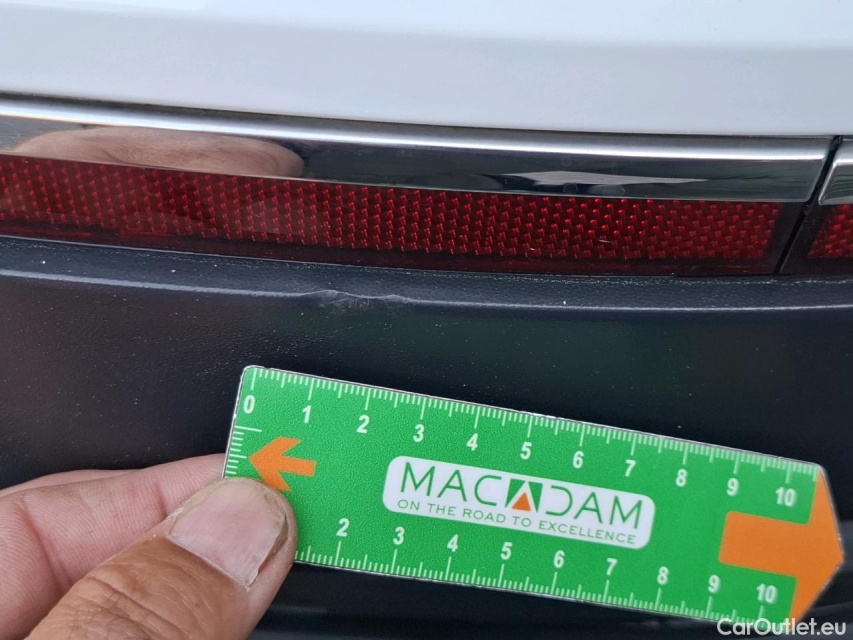 0 1 2 3 4 5 6 7 8 9 10
MACADAM
ON THE ROAD TO EXCELLENCE
2 3 4 5 6 7 8 9 10
CarOutlet.eu